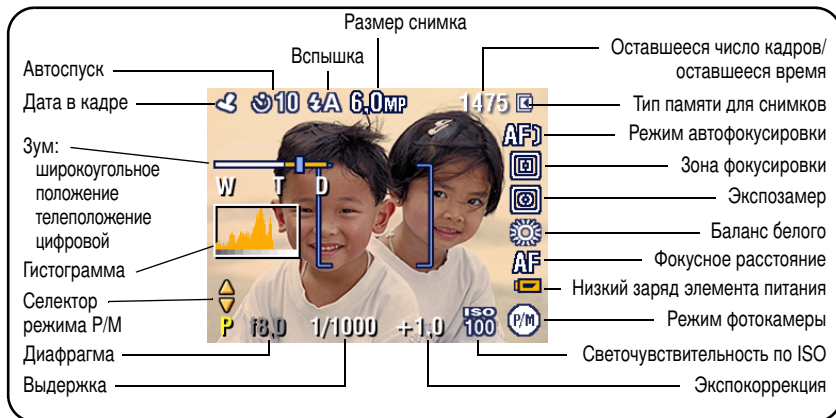 Размер снимка
Вспышка
Автоспуск
Дата в кадре
Зум:
широкоугольное
положение
телеположение
цифровой
Гистограмма
Селектор
режима P/M
Диафрагма
Выдержка
10 A 6,0MP 1475
W T D
AF
AF
P f8,0 1/1000 +1,0 ISO 100 P/M
Оставшееся число кадров/
оставшееся время
Тип памяти для снимков
Режим автофокусировки
Зона фокусировки
Экспозамер
Баланс белого
Фокусное расстояние
Низкий заряд элемента питания
Режим фотокамеры
Светочувствительность по ISO
Экспокоррекция